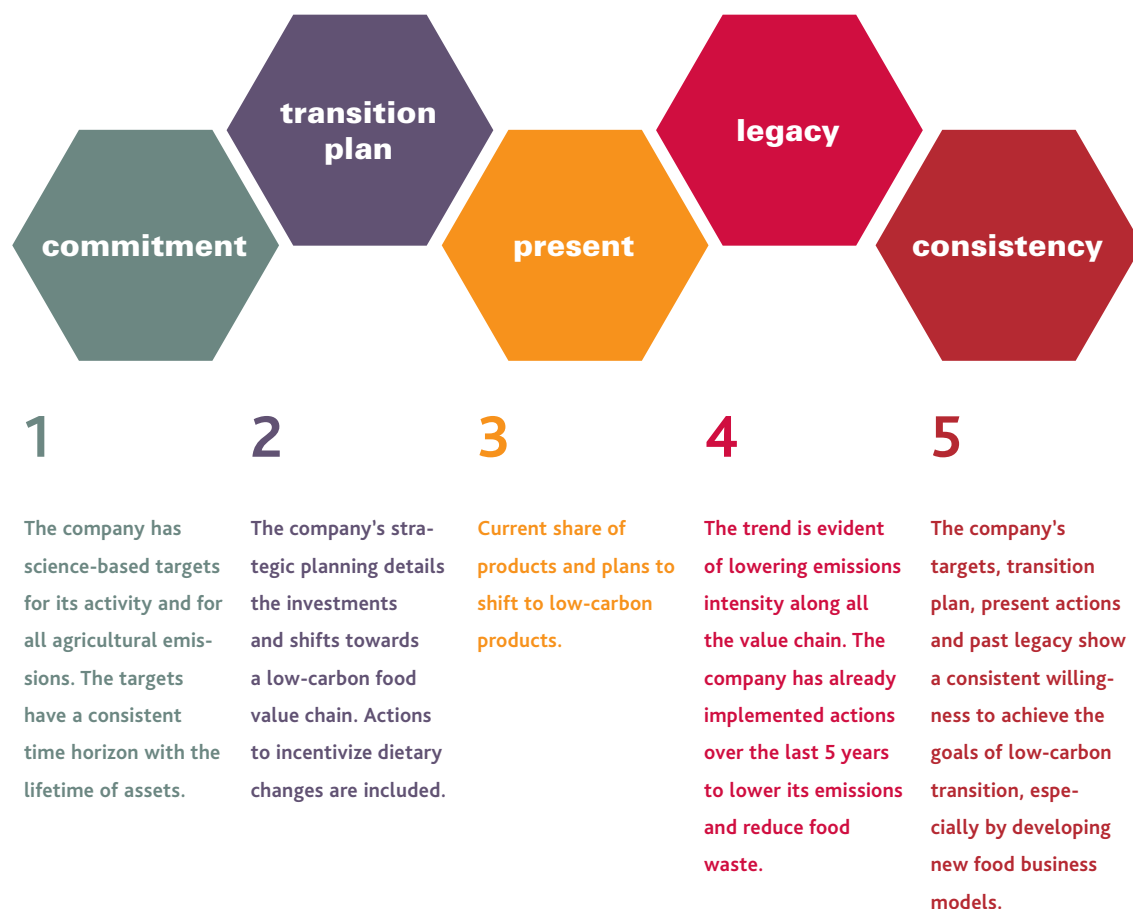 commitment
transition
plan
present
legacy
consistency
1
The company has
science-based targets
for its activity and for
all agricultural emis-
sions. The targets
have a consistent
time horizon with the
lifetime of assets.
2
The company's stra-
tegic planning details
the investments
and shifts towards
a low-carbon food
value chain. Actions
to incentivize dietary
changes are included.
3
Current share of
products and plans to
shift to low-carbon
products.
4
The trend is evident
of lowering emissions
intensity along all
the value chain. The
company has already
implemented actions
over the last 5 years
to lower its emissions
and reduce food
waste.
5
The company's
targets, transition
plan, present actions
and past legacy show
a consistent willing-
ness to achieve the
goals of low-carbon
transition, espe-
cially by developing
new food business
models.